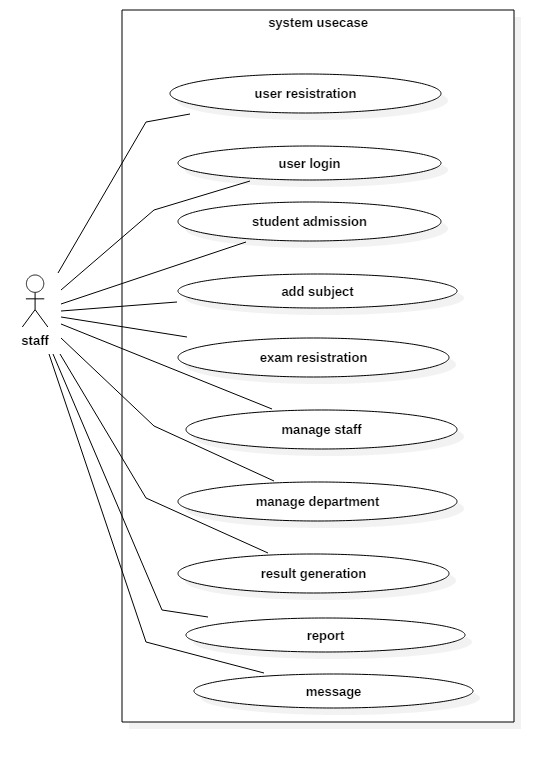 system usecase
user resistration
user login
student admission
add subject
exam resistration
staff
manage staff
manage department
result generation
report
message